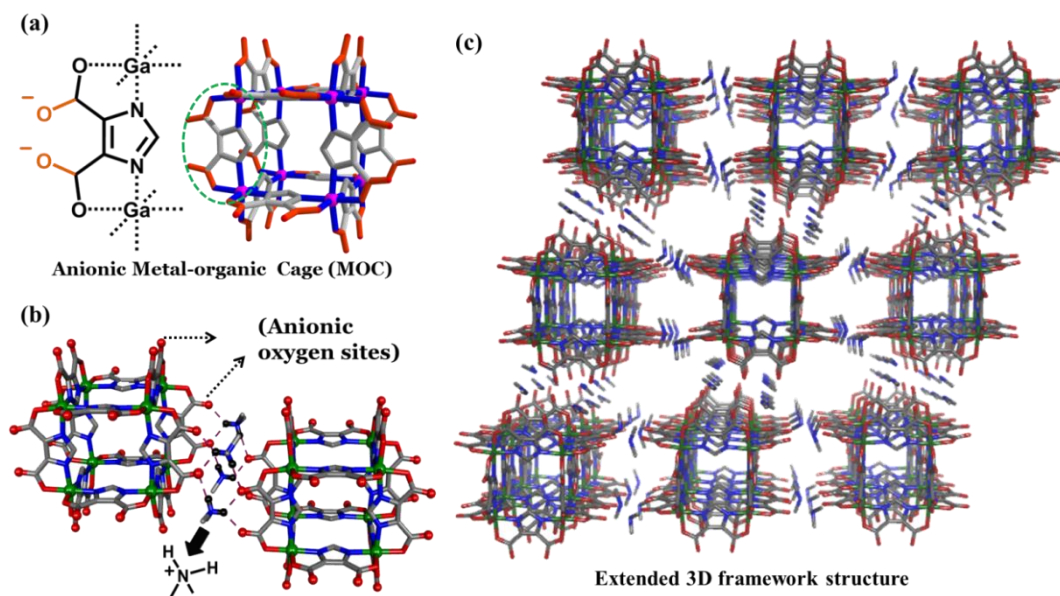 (a)
Ga
O
N
−
O
−
O
N
O
Ga
Anionic Metal-organic Cage (MOC)
(b)
(Anionic
oxygen sites)
H
+
N
H
(c)
Extended 3D framework structure